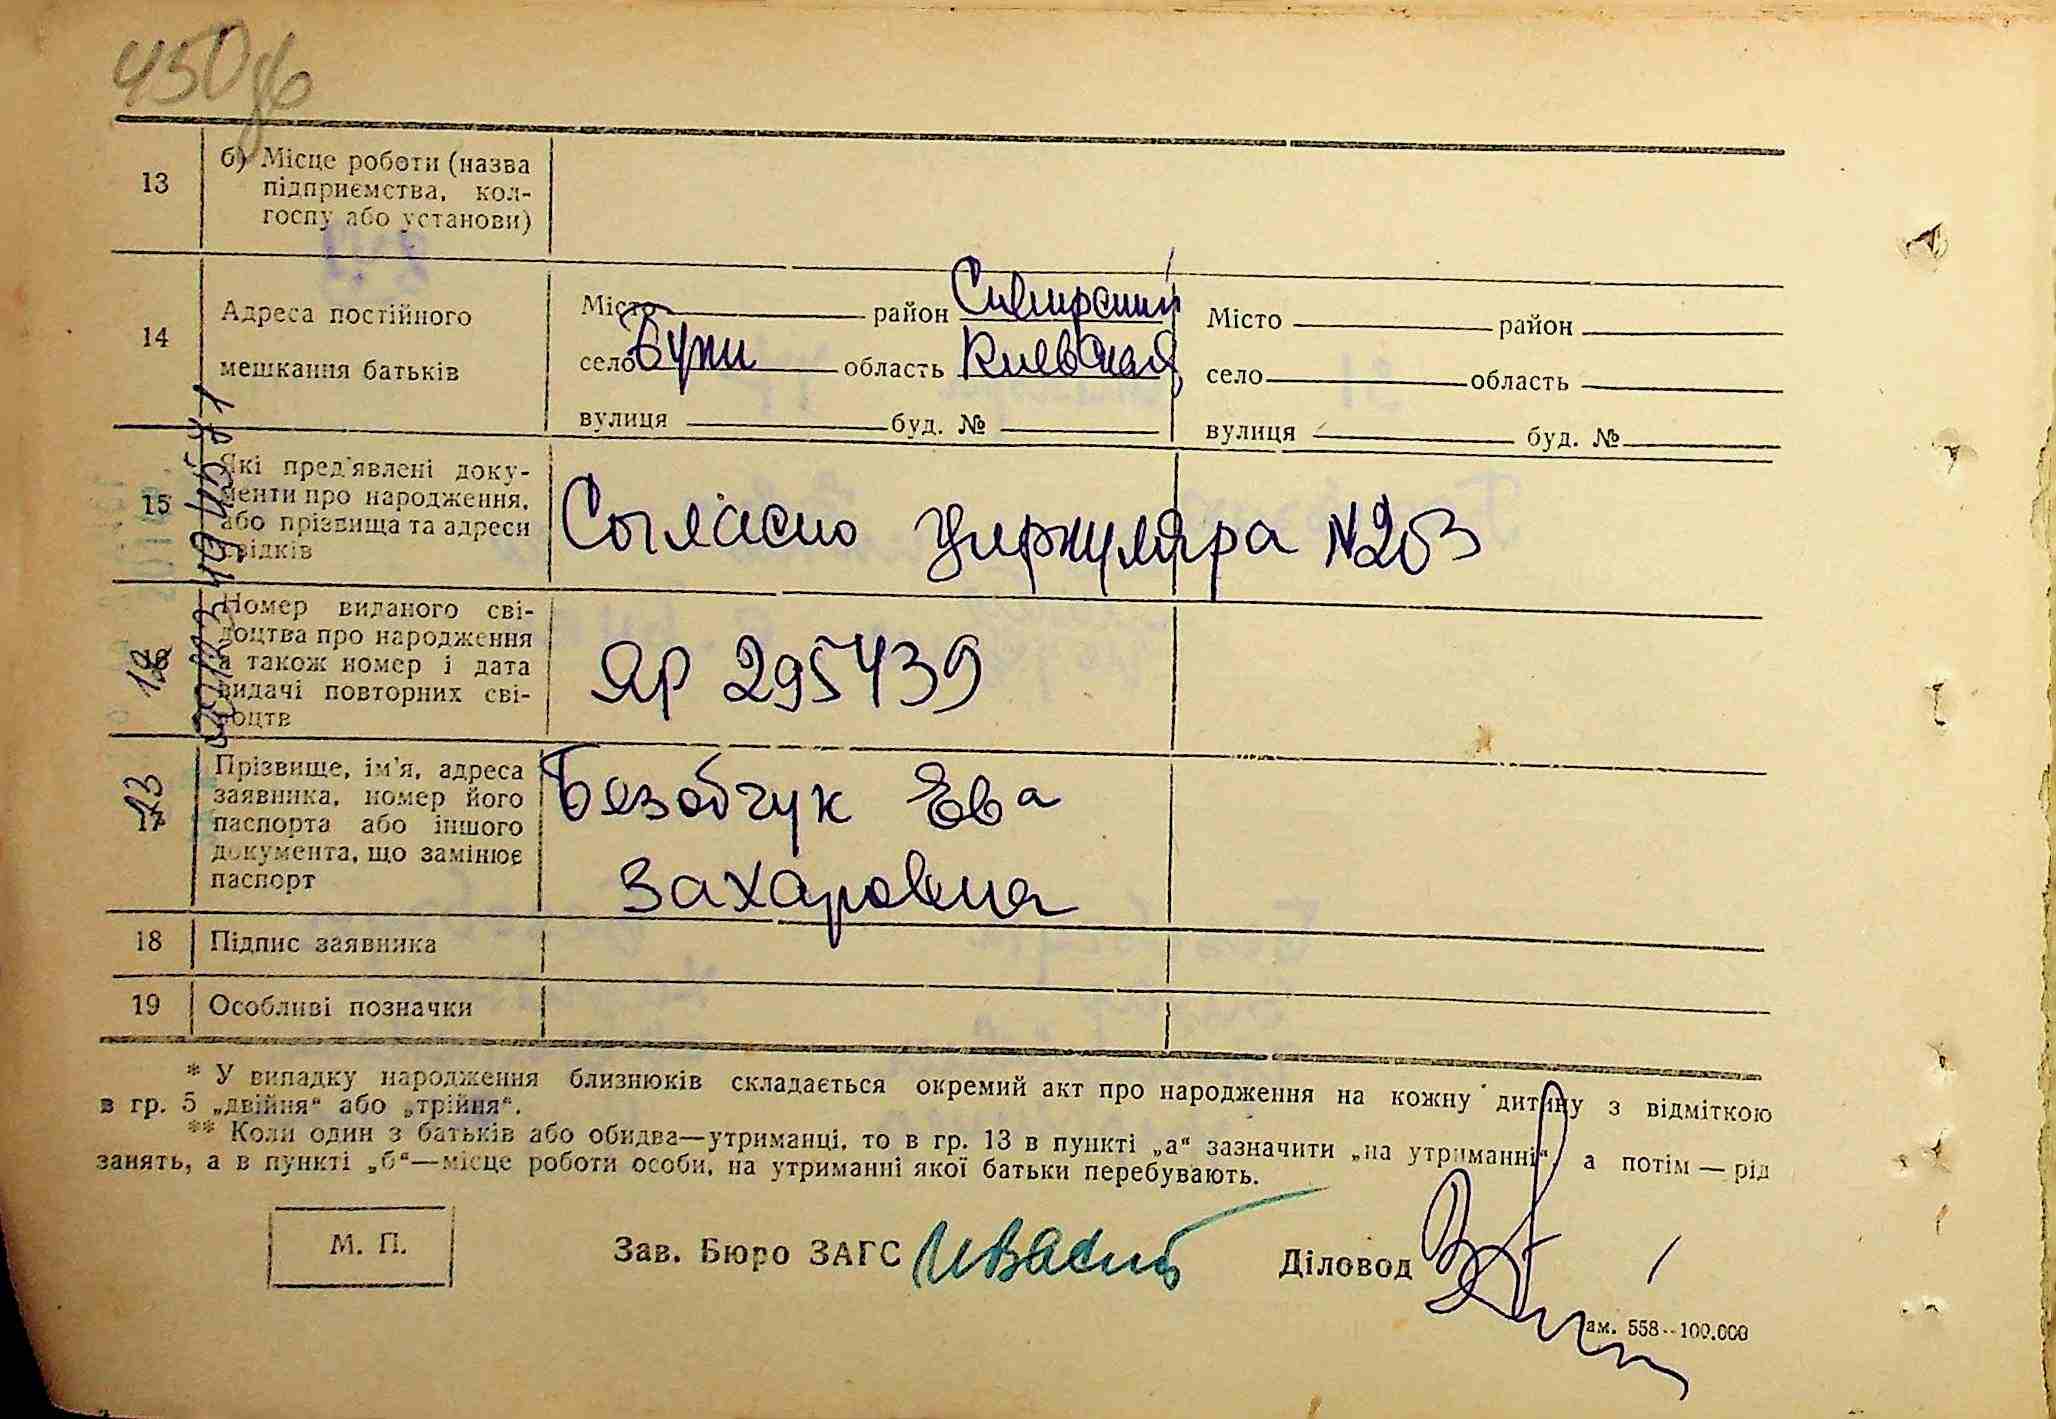 450об
13
б) Місце роботи (назва
підприємства, кол-
госпу або установи)
14
Адреса постійного
мешкання батьків
Місто район Сквирский
село Буки область Киевская
вулиця буд. №
Місто район
село область
вулиця буд. №
15
Які пред'явлені доку-
менти про народження,
або прізвища та адреси
свідків
Согласно циркуляра N203
16
Номер виданого сві-
доцтва про народження
а також номер і дата
видачі повторних сві-
доцтв
ЯР 295439
17
Прізвище, ім'я, адреса
заявника, номер його
паспорта або іншого
документа, що замінює
паспорт
Безобчук Ева
Захаровна
18
Підпис заявника
19
Особливі позначки
* У випадку народження близнюків складається окремий акт про народження на кожну дитину з відміткою
в гр. 5 „двійня“ або „трійня“.
** Коли один з батьків або обидва—утриманці, то в гр. 13 в пункті „а“ зазначити „на утриманні“, а потім — рід
занять, а в пункті „б“—місце роботи особи, на утриманні якої батьки перебувають.
М. П.
Зав. Бюро ЗАГС
Діловод
зам. 558--100.000